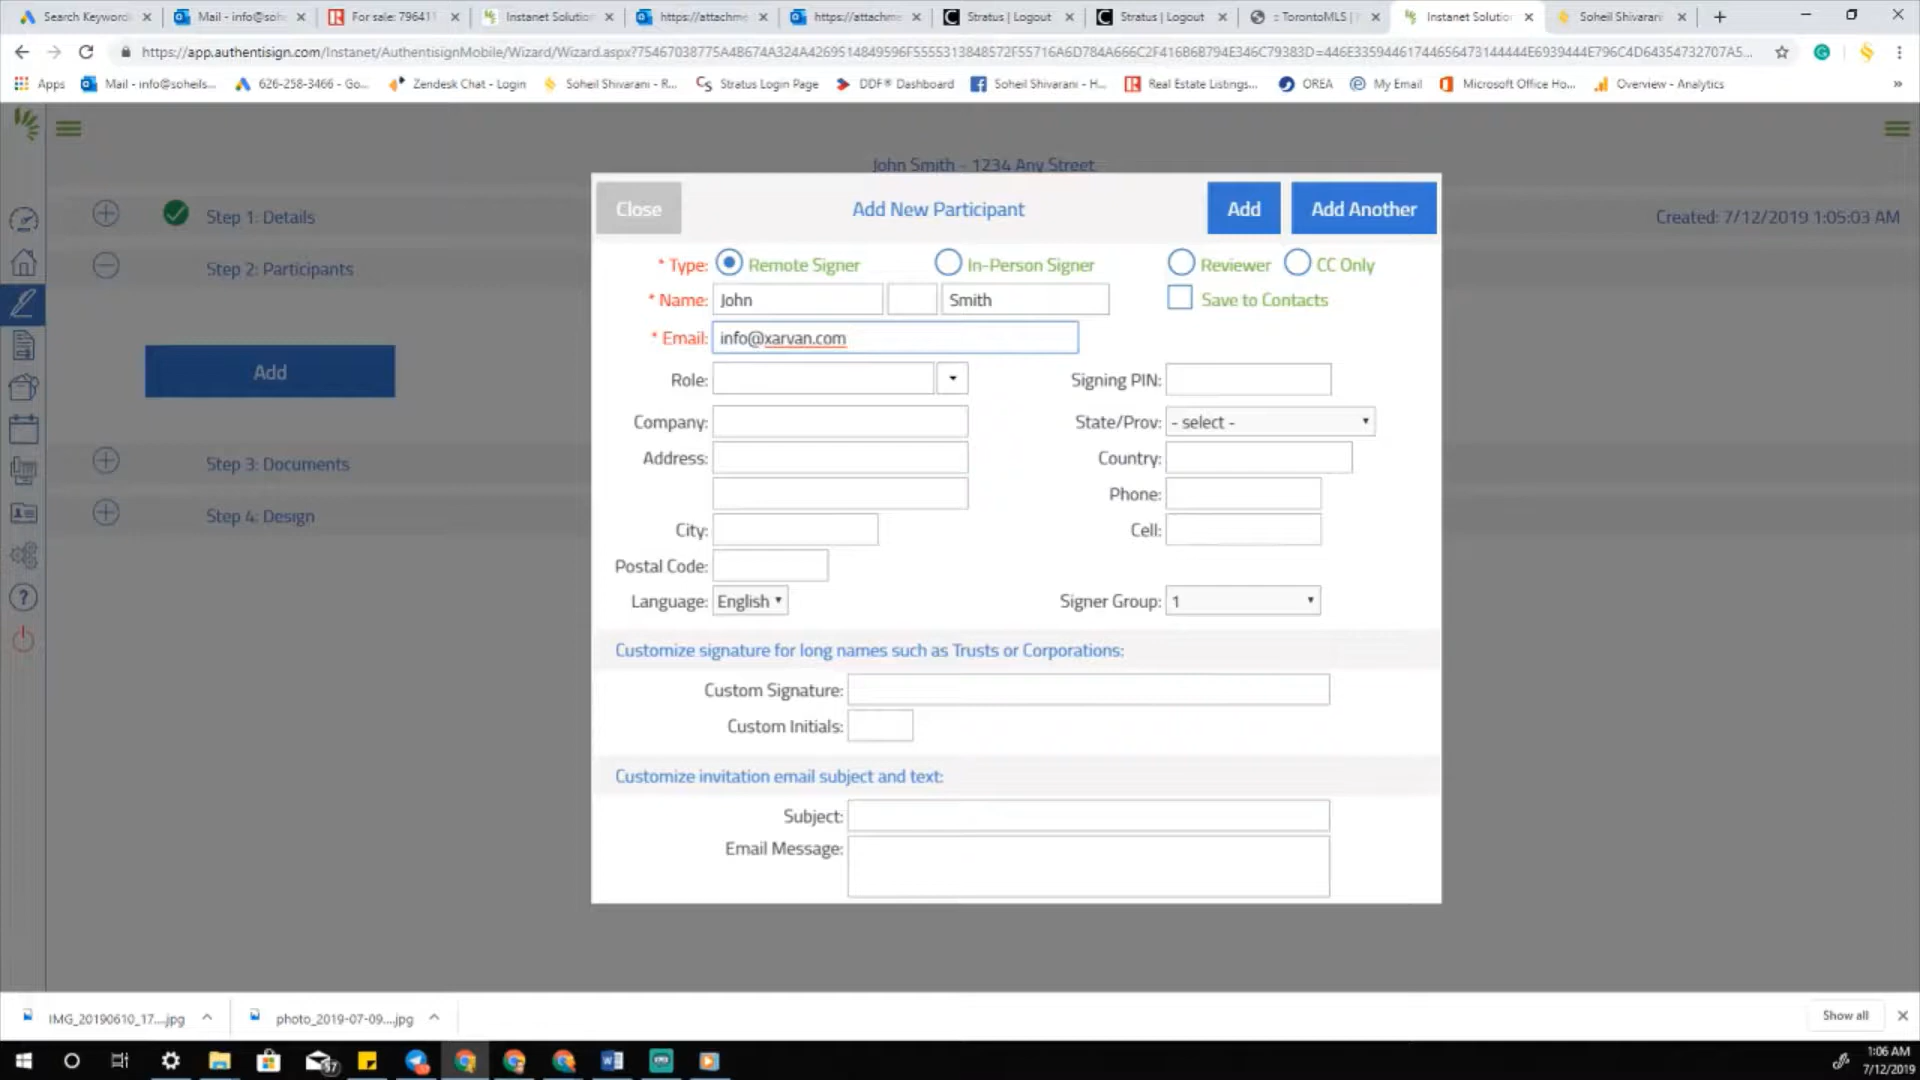 Search Keyword
Mail - info@sohe
For sale: 79641
Instanet Solutio
https://attachme
https://attachme
Stratus | Logout
Stratus | Logout
:: TorontoMLS |
Instanet Solutio
Soheil Shivarani
https://app.authentisign.com/Instanet/AuthentisignMobile/Wizard/Wizard.aspx?
Apps
Mail - info@soheils...
626-258-3466 - Go...
Zendesk Chat - Login
Soheil Shivarani - R...
Stratus Login Page
DDF® Dashboard
Soheil Shivarani - H...
Real Estate Listings...
OREA
My Email
Microsoft Office Ho...
Overview - Analytics
»
John Smith - 1234 Any Street
Step 1: Details
Created: 7/12/2019 1:05:03 AM
Step 2: Participants
Add
Step 3: Documents
Step 4: Design
Close
Add New Participant
Add
Add Another
* Type: Remote Signer In-Person Signer Reviewer CC Only
* Name: John Smith Save to Contacts
* Email: info@xarvan.com
Role: Signing PIN:
Company: State/Prov: - select -
Address: Country:
Phone:
City: Cell:
Postal Code:
Language: English Signer Group: 1
Customize signature for long names such as Trusts or Corporations:
Custom Signature:
Custom Initials:
Customize invitation email subject and text:
Subject:
Email Message:
IMG_20190610_17....jpg
photo_2019-07-09....jpg
Show all
37
1:06 AM
7/12/2019